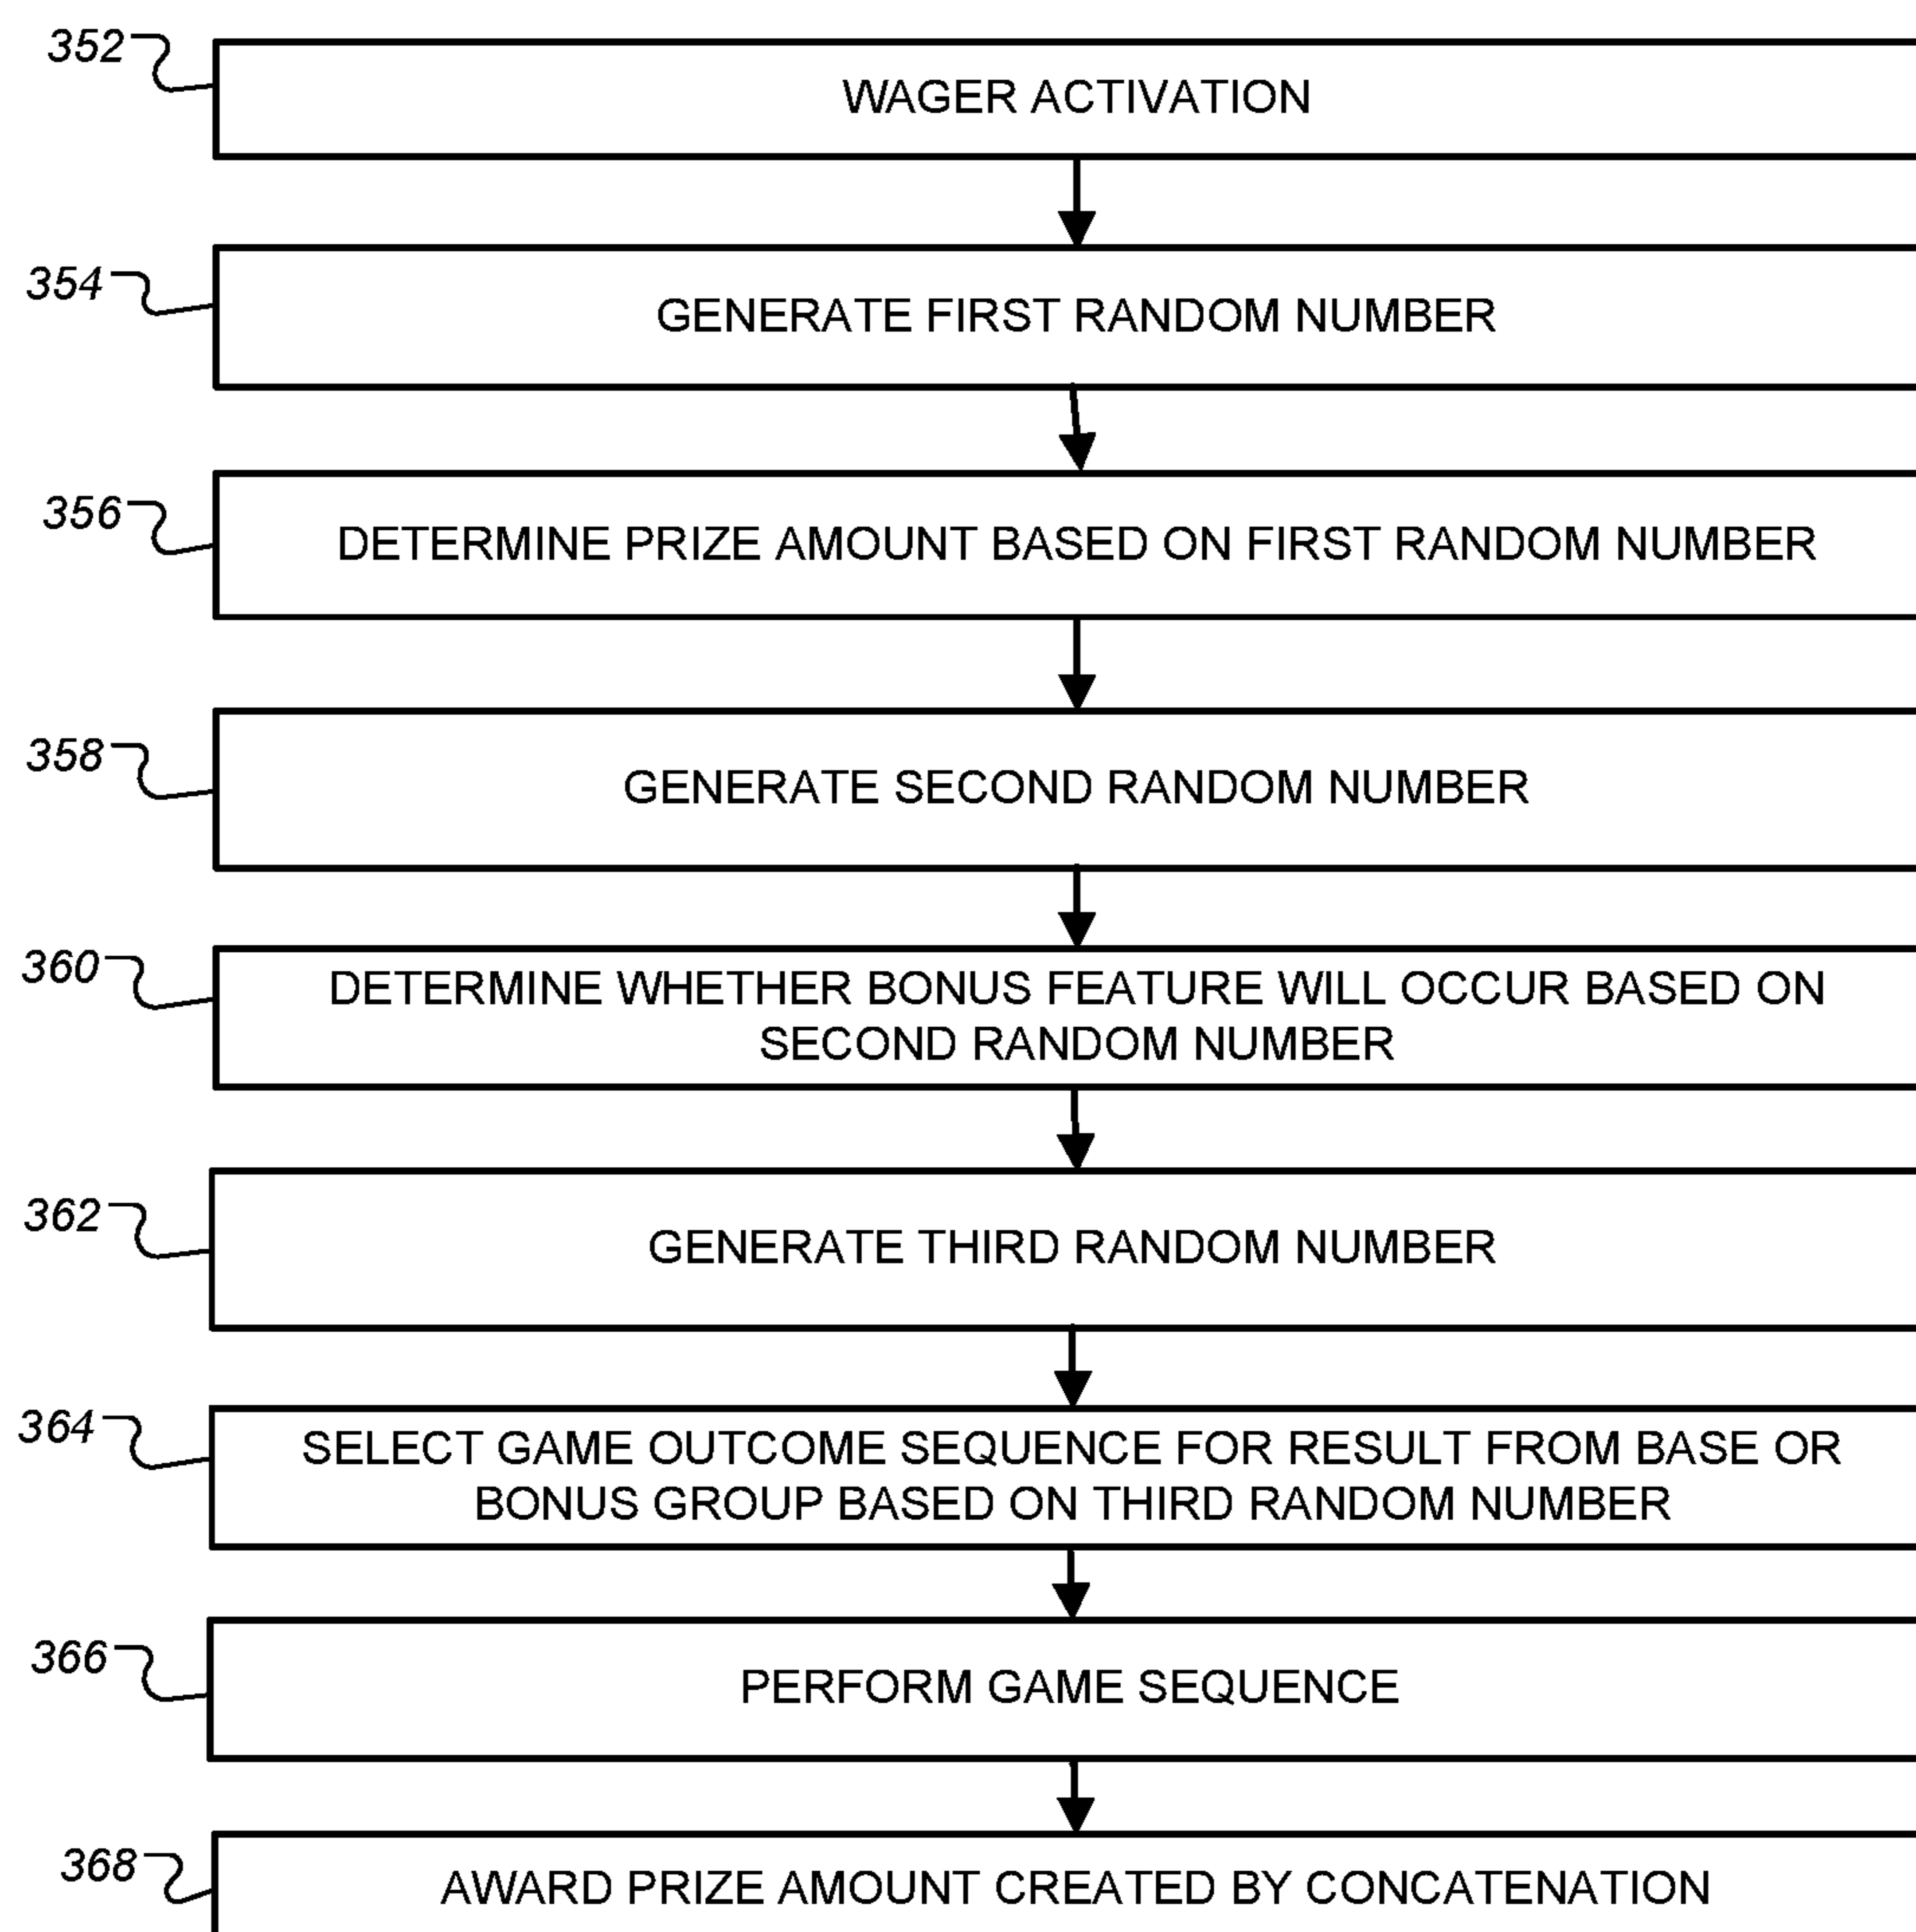 352
WAGER ACTIVATION
354
GENERATE FIRST RANDOM NUMBER
356
DETERMINE PRIZE AMOUNT BASED ON FIRST RANDOM NUMBER
358
GENERATE SECOND RANDOM NUMBER
360
DETERMINE WHETHER BONUS FEATURE WILL OCCUR BASED ON
SECOND RANDOM NUMBER
362
GENERATE THIRD RANDOM NUMBER
364
SELECT GAME OUTCOME SEQUENCE FOR RESULT FROM BASE OR
BONUS GROUP BASED ON THIRD RANDOM NUMBER
366
PERFORM GAME SEQUENCE
368
AWARD PRIZE AMOUNT CREATED BY CONCATENATION